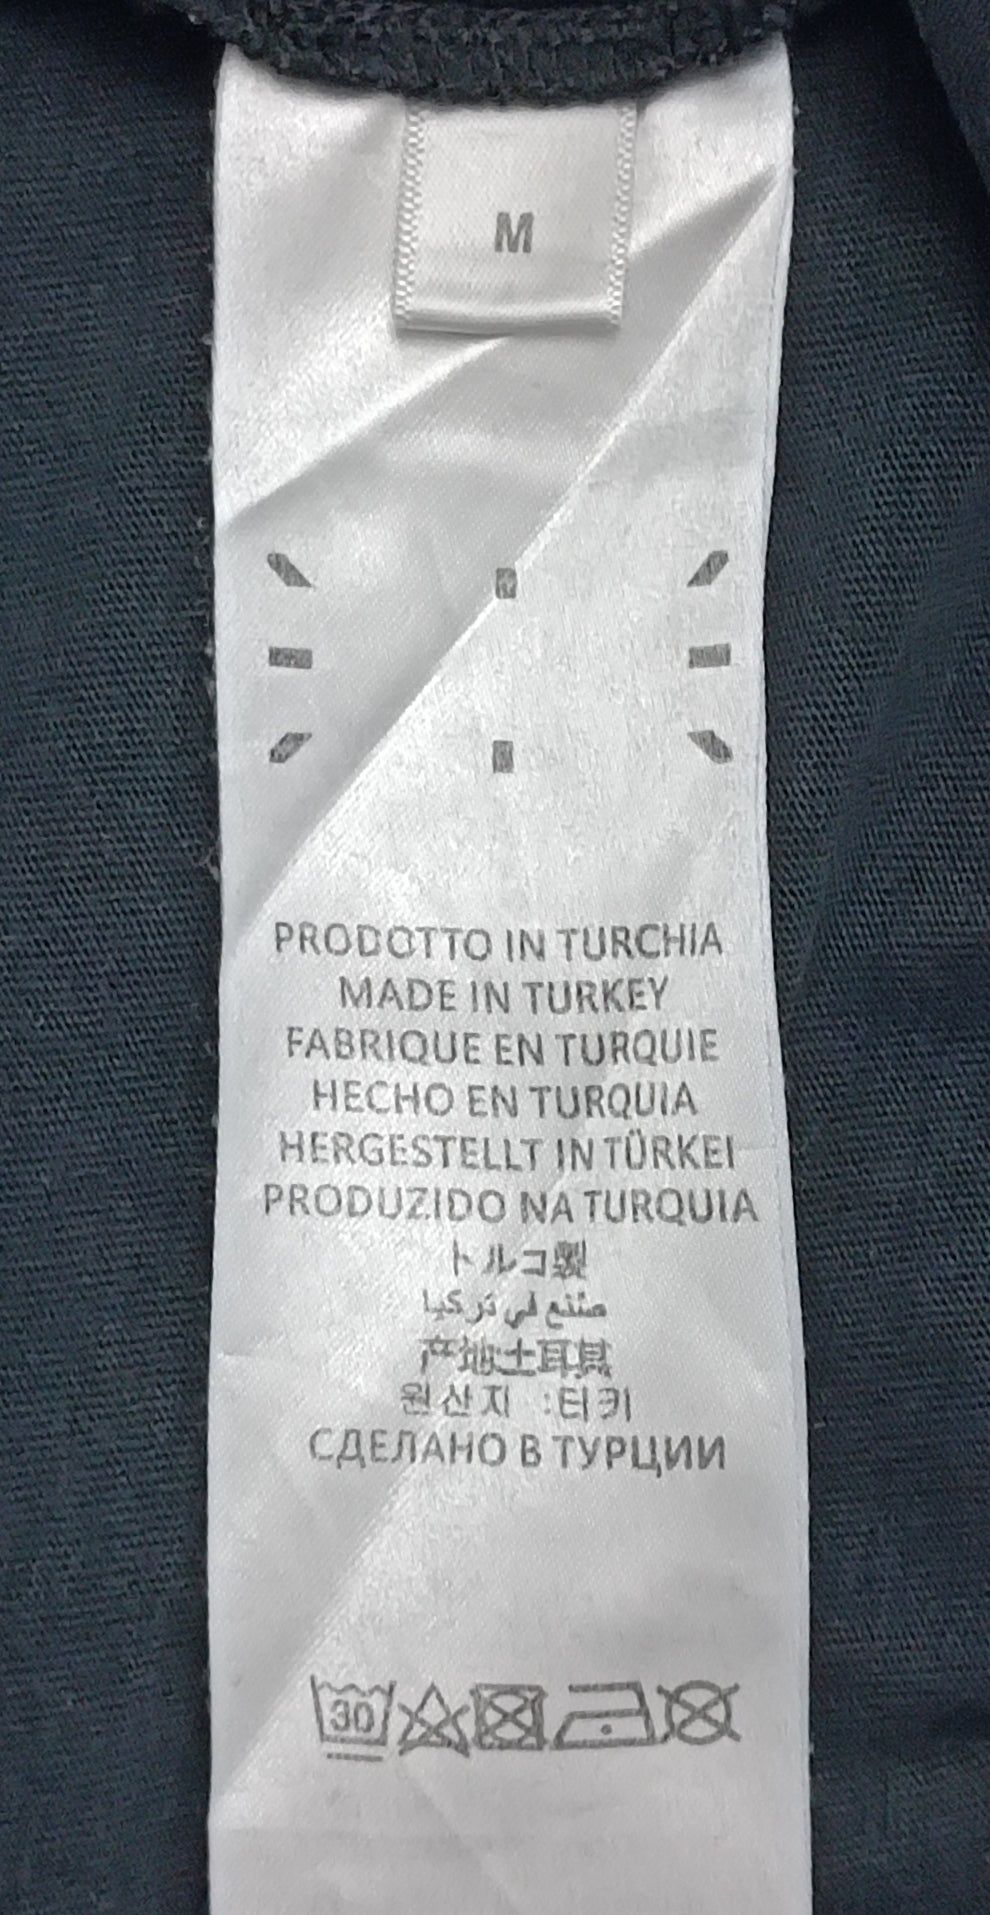 M
PRODOTTO IN TURCHIA
MADE IN TURKEY
FABRIQUE EN TURQUIE
HECHO EN TURQUIA
HERGESTELLT IN TÜRKEI
PRODUZIDO NA TURQUIA
トルコ製
صنع في تركيا
产地土耳其
원산지 :터키
СДЕЛАНО В ТУРЦИИ
30